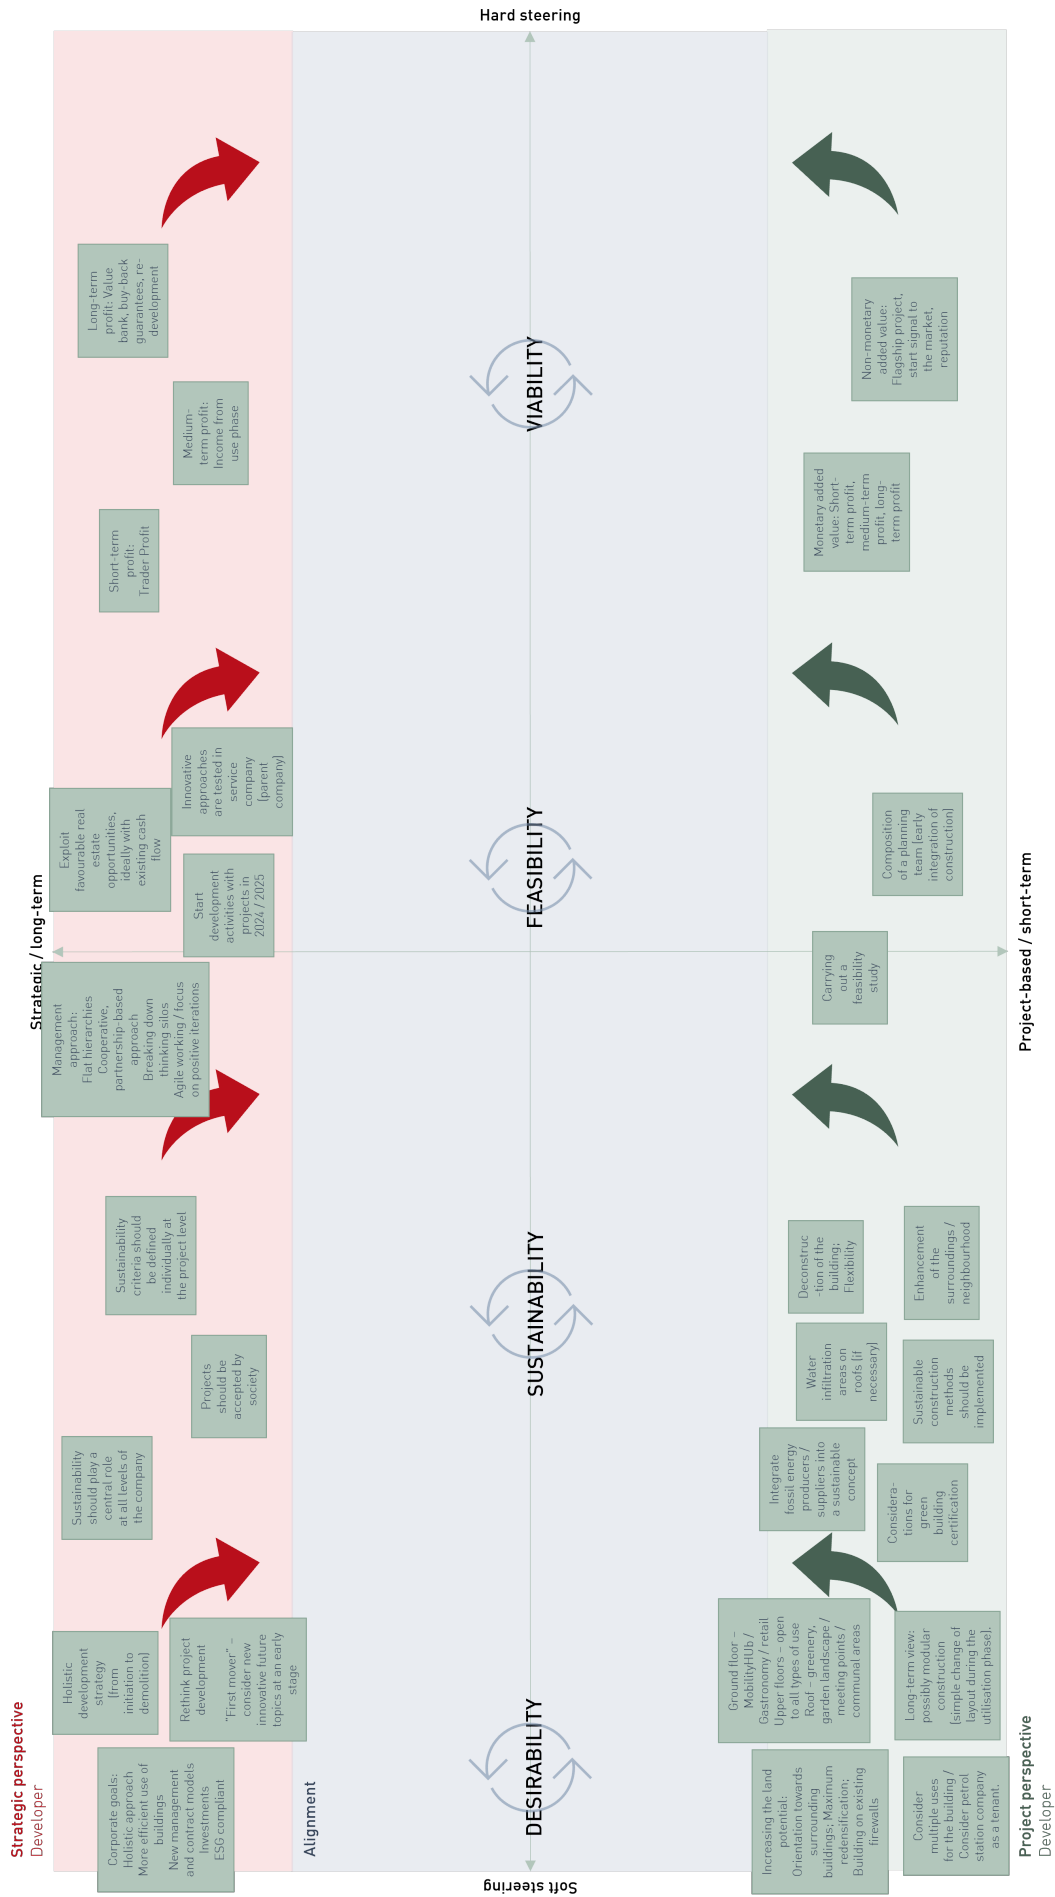 Hard steering
Strategic perspective
Developer
Corporate goals:
Holistic approach
More efficient use of
buildings
New management
and contract models
Investments
ESG compliant
Holistic
development
strategy
(from
initiation to
demolition)
Rethink project
development
"First mover" –
consider new
innovative future
topics at an early
stage
Sustainability
should play a
central role
at all levels of
the company
Projects
should be
accepted by
society
Sustainability
criteria should
be defined
individually at
the project level
Strategic / long-term
Management
approach:
Flat hierarchies
Cooperative,
partnership-based
approach
Breaking down
thinking silos
Agile working / focus
on positive iterations
Exploit
favourable real
estate
opportunities,
ideally with
existing cash
flow
Start
development
activities with
projects in
2024 / 2025
Innovative
approaches
are tested in
service
company
(parent
company)
Short-term
profit:
Trader Profit
Medium-
term profit:
Income from
use phase
Long-term
profit: Value
bank, buy-back
guarantees, re-
development
Alignment
DESIRABILITY
SUSTAINABILITY
FEASIBILITY
VIABILITY
Ground floor –
MobilityHUb /
Gastronomy / retail
Upper floors – open
to all types of use
Roof – greenery,
garden landscape /
meeting points /
communal areas
Increasing the land
potential:
Orientation towards
surrounding
buildings; Maximum
redensification;
Building on existing
firewalls
Long-term view:
possibly modular
construction
(simple change of
layout during the
utilisation phase).
Consider
multiple uses
for the building /
Consider petrol
station company
as a tenant.
Integrate
fossil energy
producers /
suppliers into
a sustainable
concept
Considera-
tions for
green
building
certification
Water
infiltration
areas on
roofs (if
necessary)
Sustainable
construction
methods
should be
implemented
Deconstruc
-tion of the
building;
Flexibility
Enhancement
of the
surroundings /
neighbourhood
Carrying
out a
feasibility
study
Composition
of a planning
team (early
integration of
construction)
Monetary added
value: Short-
term profit,
medium-term
profit, long-
term profit
Non-monetary
added value:
Flagship project,
start signal to
the market,
reputation
Project-based / short-term
Project perspective
Developer
Soft steering